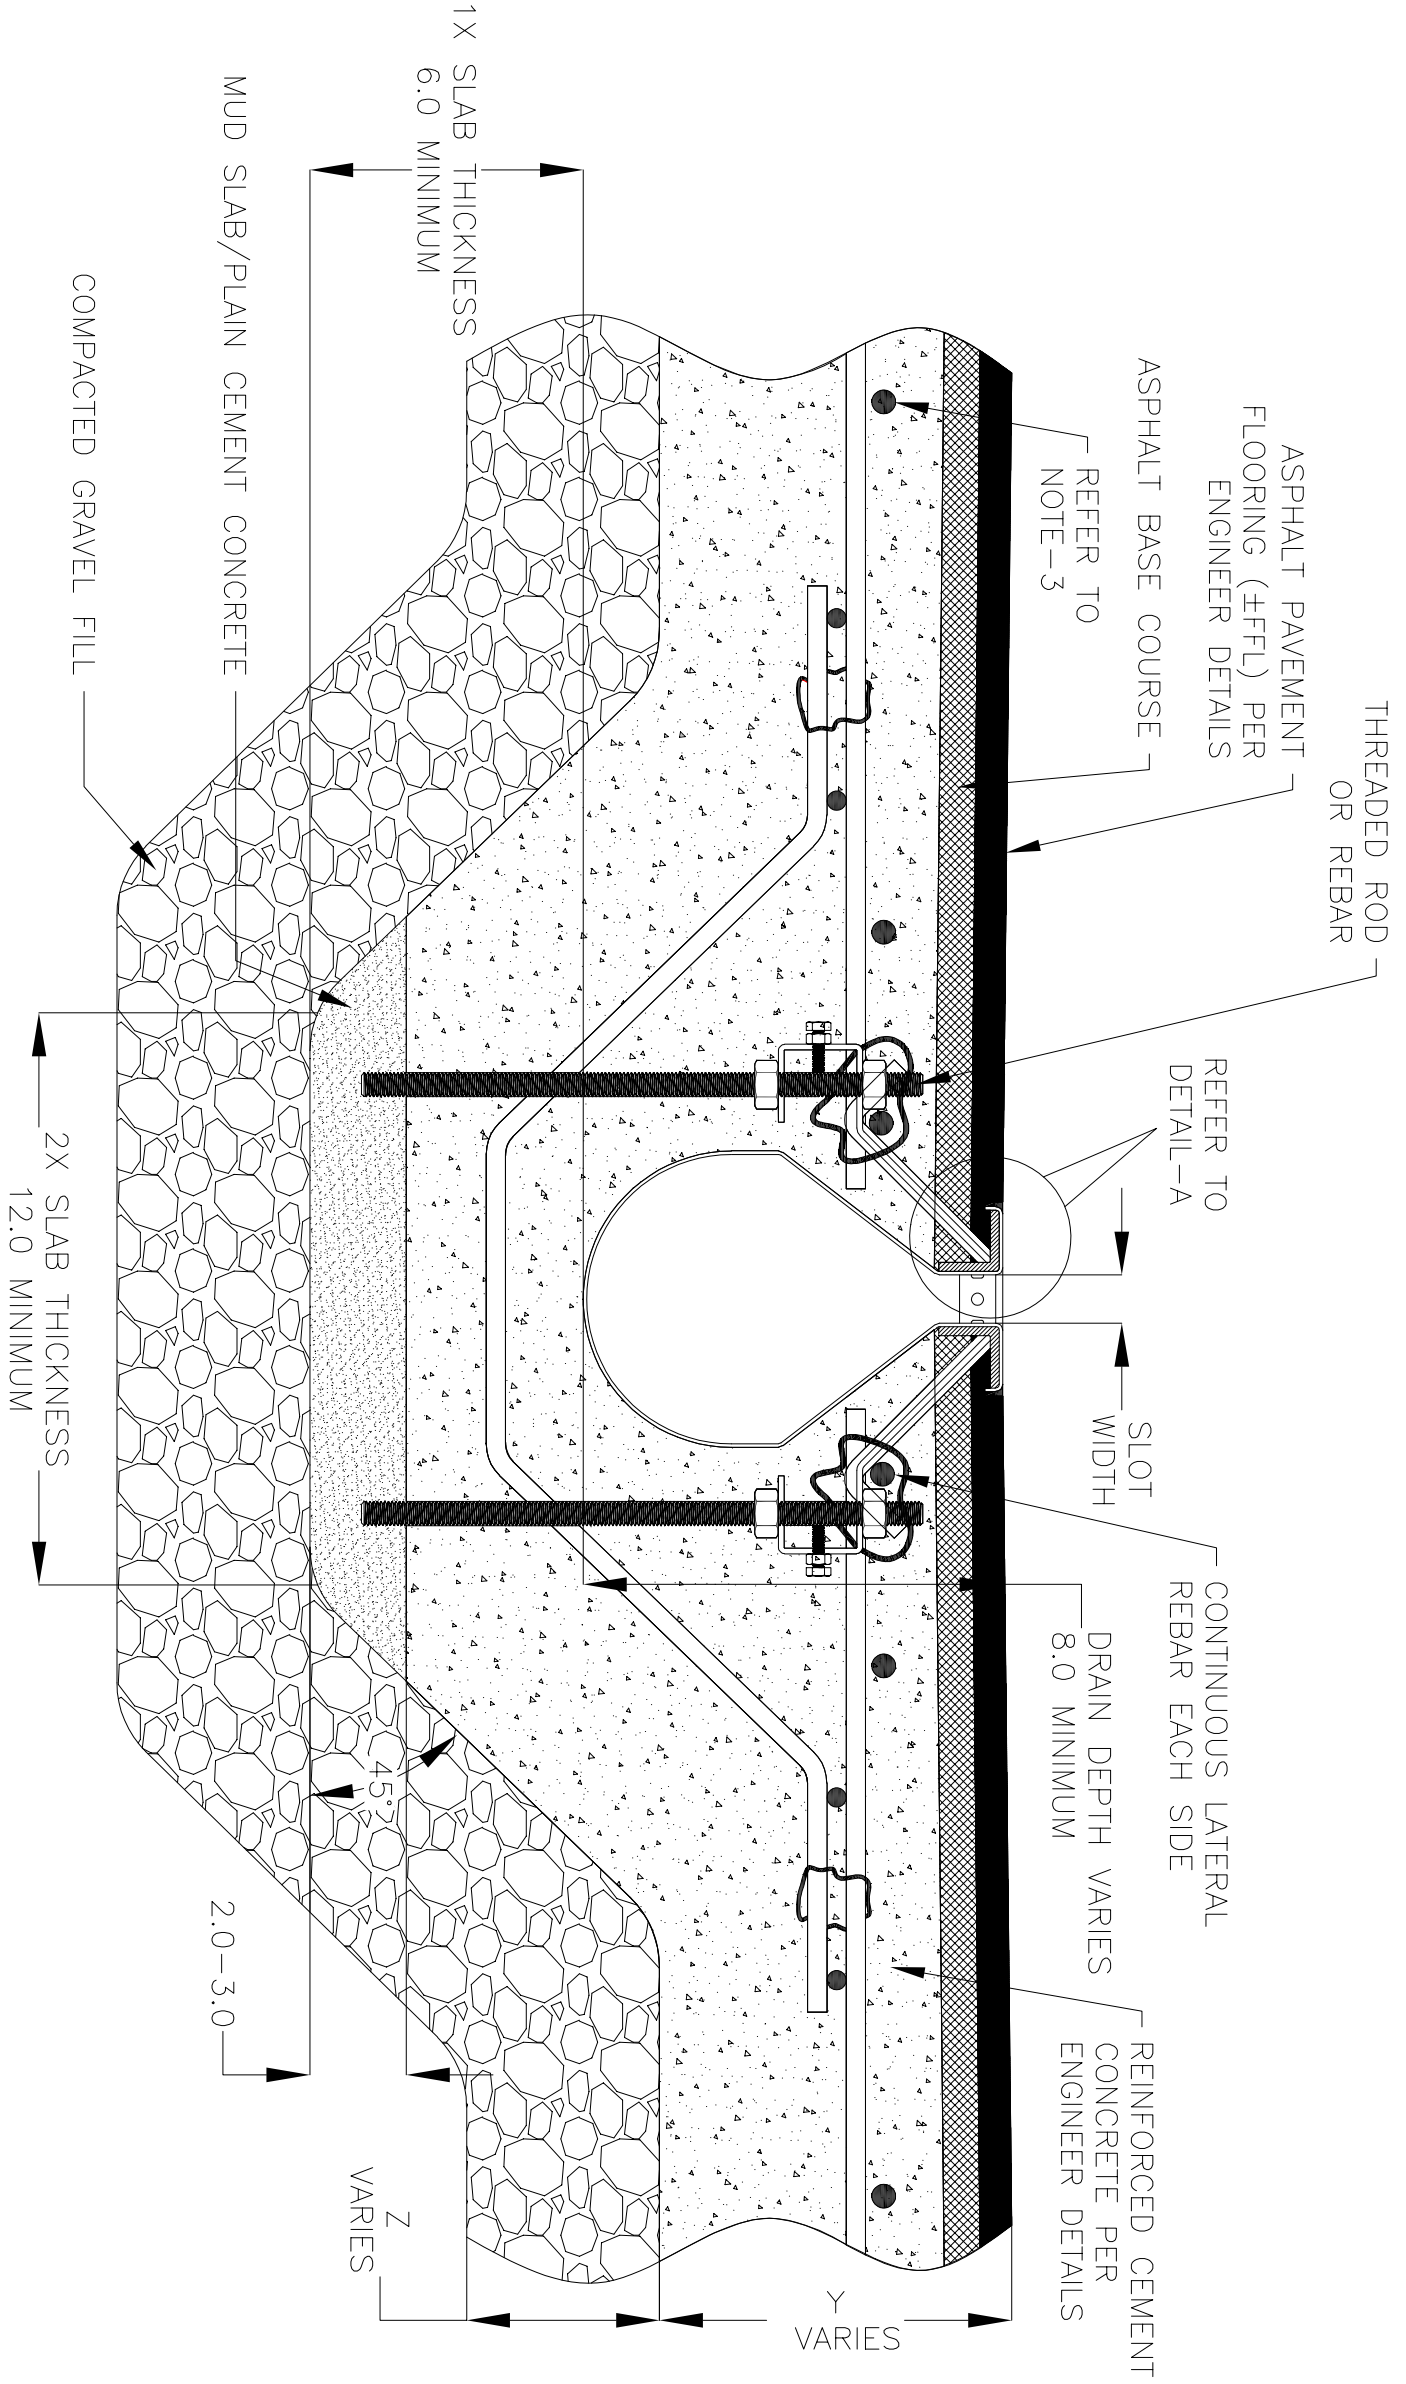 THREADED ROD
OR REBAR
ASPHALT PAVEMENT
FLOORING (±FFL) PER
ENGINEER DETAILS
ASPHALT BASE COURSE
REFER TO
NOTE-3
REFER TO
DETAIL-A
SLOT
WIDTH
CONTINUOUS LATERAL
REBAR EACH SIDE
DRAIN DEPTH VARIES
8.0 MINIMUM
REINFORCED CEMENT
CONCRETE PER
ENGINEER DETAILS
1X SLAB THICKNESS
6.0 MINIMUM
Y
VARIES
Z
VARIES
45°
2.0-3.0
MUD SLAB/PLAIN CEMENT CONCRETE
COMPACTED GRAVEL FILL
2X SLAB THICKNESS
12.0 MINIMUM